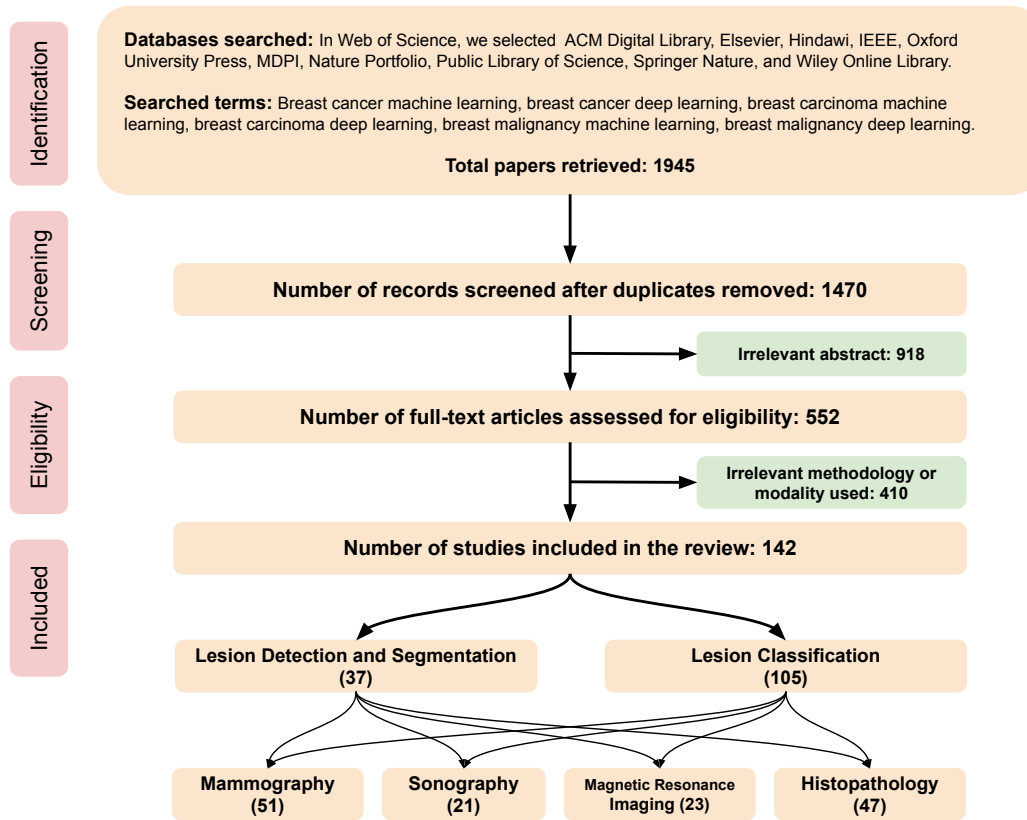 Identification
Databases searched: In Web of Science, we selected ACM Digital Library, Elsevier, Hindawi, IEEE, Oxford
University Press, MDPI, Nature Portfolio, Public Library of Science, Springer Nature, and Wiley Online Library.
Searched terms: Breast cancer machine learning, breast cancer deep learning, breast carcinoma machine
learning, breast carcinoma deep learning, breast malignancy machine learning, breast malignancy deep learning.
Total papers retrieved: 1945
Screening
Number of records screened after duplicates removed: 1470
Irrelevant abstract: 918
Eligibility
Number of full-text articles assessed for eligibility: 552
Irrelevant methodology or
modality used: 410
Included
Number of studies included in the review: 142
Lesion Detection and Segmentation
(37)
Lesion Classification
(105)
Mammography
(51)
Sonography
(21)
Magnetic Resonance
Imaging (23)
Histopathology
(47)